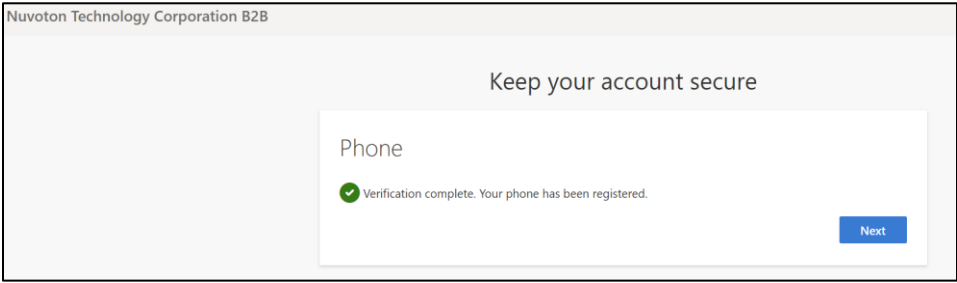 Nuvoton Technology Corporation B2B
Keep your account secure
Phone
Verification complete. Your phone has been registered.
Next